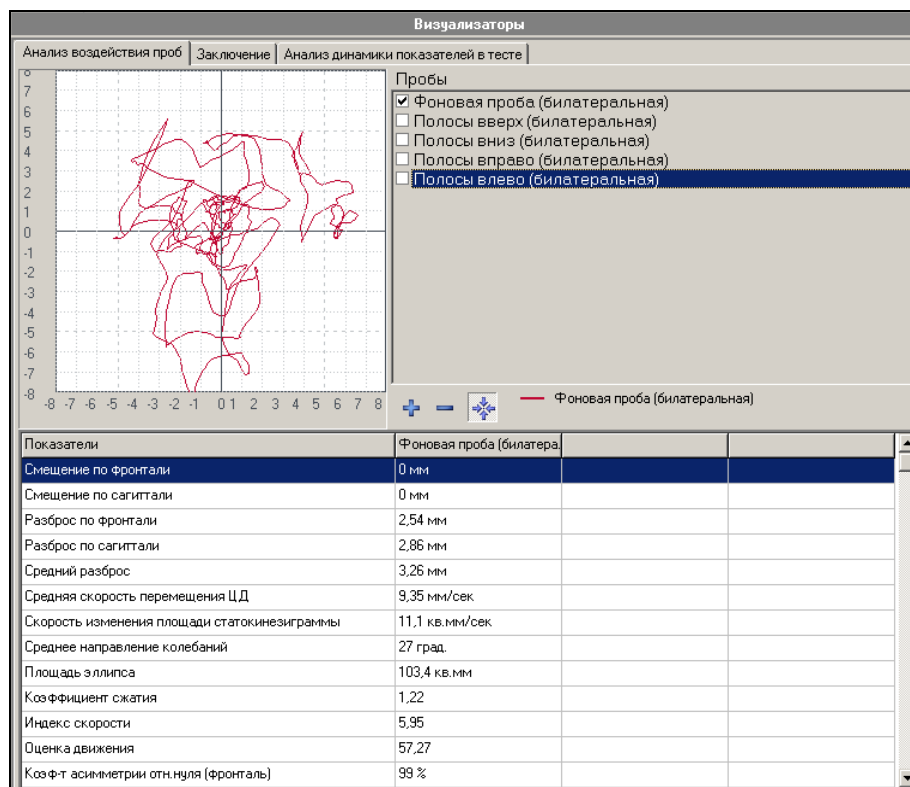 Визуализаторы
Анализ воздействия проб
Заключение
Анализ динамики показателей в тесте
8
7
6
5
4
3
2
1
0
-1
-2
-3
-4
-5
-6
-7
-8
-8 -7 -6 -5 -4 -3 -2 -1 0 1 2 3 4 5 6 7 8
Пробы
Фоновая проба (билатеральная)
Полосы вверх (билатеральная)
Полосы вниз (билатеральная)
Полосы вправо (билатеральная)
Полосы влево (билатеральная)
Фоновая проба (билатеральная)
Показатели Фоновая проба (билатера.
Смещение по фронтали 0 мм
Смещение по сагиттали 0 мм
Разброс по фронтали 2,54 мм
Разброс по сагиттали 2,86 мм
Средний разброс 3,26 мм
Средняя скорость перемещения ЦД 9,35 мм/сек
Скорость изменения площади статокинезиграммы 11,1 кв.мм/сек
Среднее направление колебаний 27 град.
Площадь эллипса 103,4 кв.мм
Коэффициент сжатия 1,22
Индекс скорости 5,95
Оценка движения 57,27
Коэф-т асимметрии отн.нуля (фронталь) 99 %